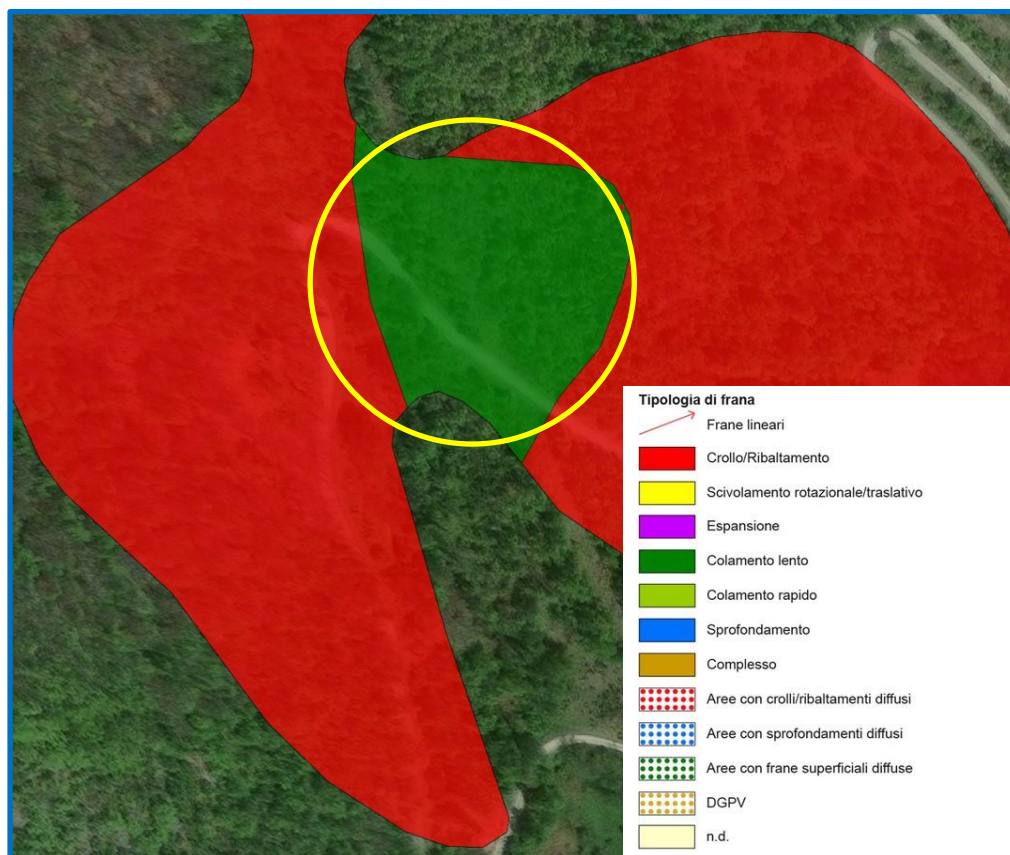 Tipologia di frana
Frane lineari
Crollo/Ribaltamento
Scivolamento rotazionale/traslativo
Espansione
Colamento lento
Colamento rapido
Sprofondamento
Complesso
Aree con crolli/ribaltamenti diffusi
Aree con sprofondamenti diffusi
Aree con frane superficiali diffuse
DGPV
n.d.